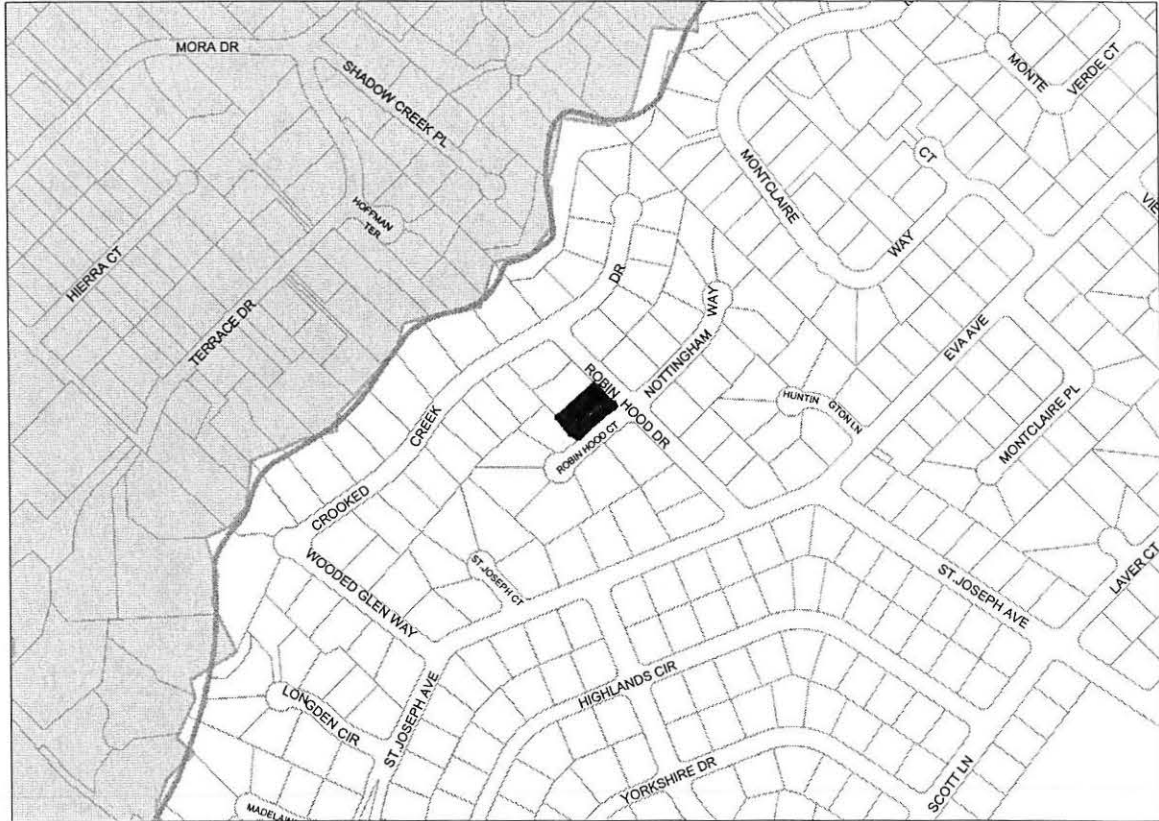 MORA DR
SHADOW CREEK PL
MONTE
VERDE CT
CT
MONTCLAIRE
WAY
HOFFMAN
TER
HIERRA CT
TERRACE DR
DR
NOTTINGHAM
WAY
EVA AVE
ROBIN HOOD DR
HUNTIN GTON LN
MONTCLAIRE PL
CREEK
CROOKED
ROBIN HOOD CT
ST.JOSEPH CT
WOODED GLEN WAY
ST.JOSEPH AVE
LAVER CT
HIGHLANDS CIR
LONGDEN CIR
ST.JOSEPH AVE
YORKSHIRE DR
SCOTT LN